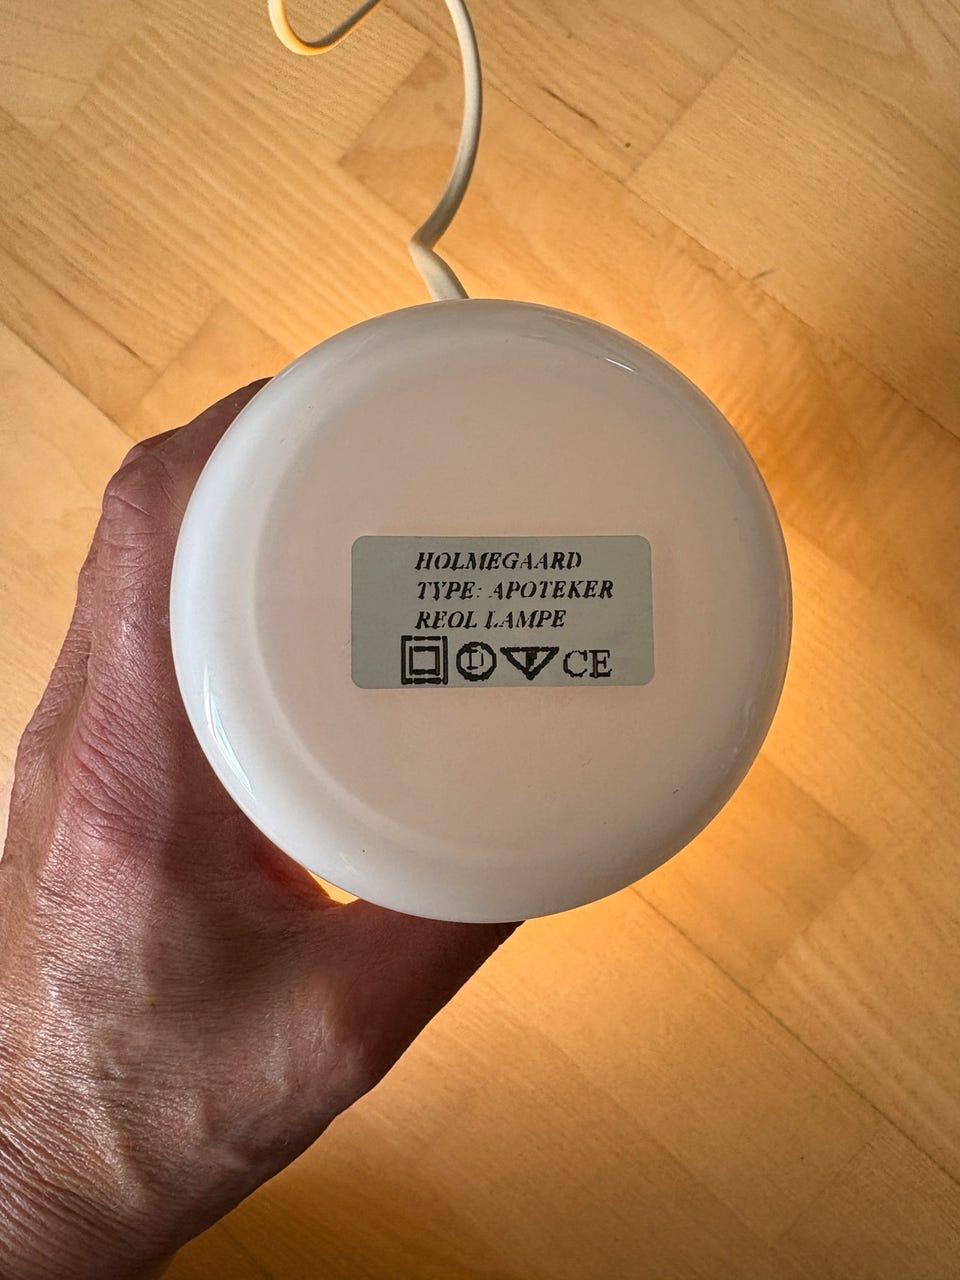 HOLMEGAARD
TYPE: APOTEKER
REOL LAMPE
CE